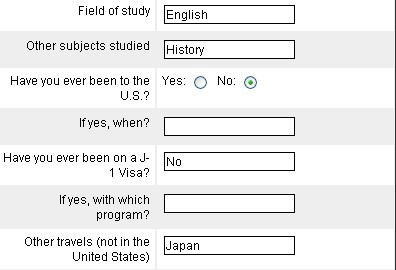 Field of study English
Other subjects studied History
Have you ever been to the Yes: No:
U.S.?
If yes, when?
Have you ever been on a J- No
1 Visa?
If yes, with which
program?
Other travels (not in the Japan
United States)